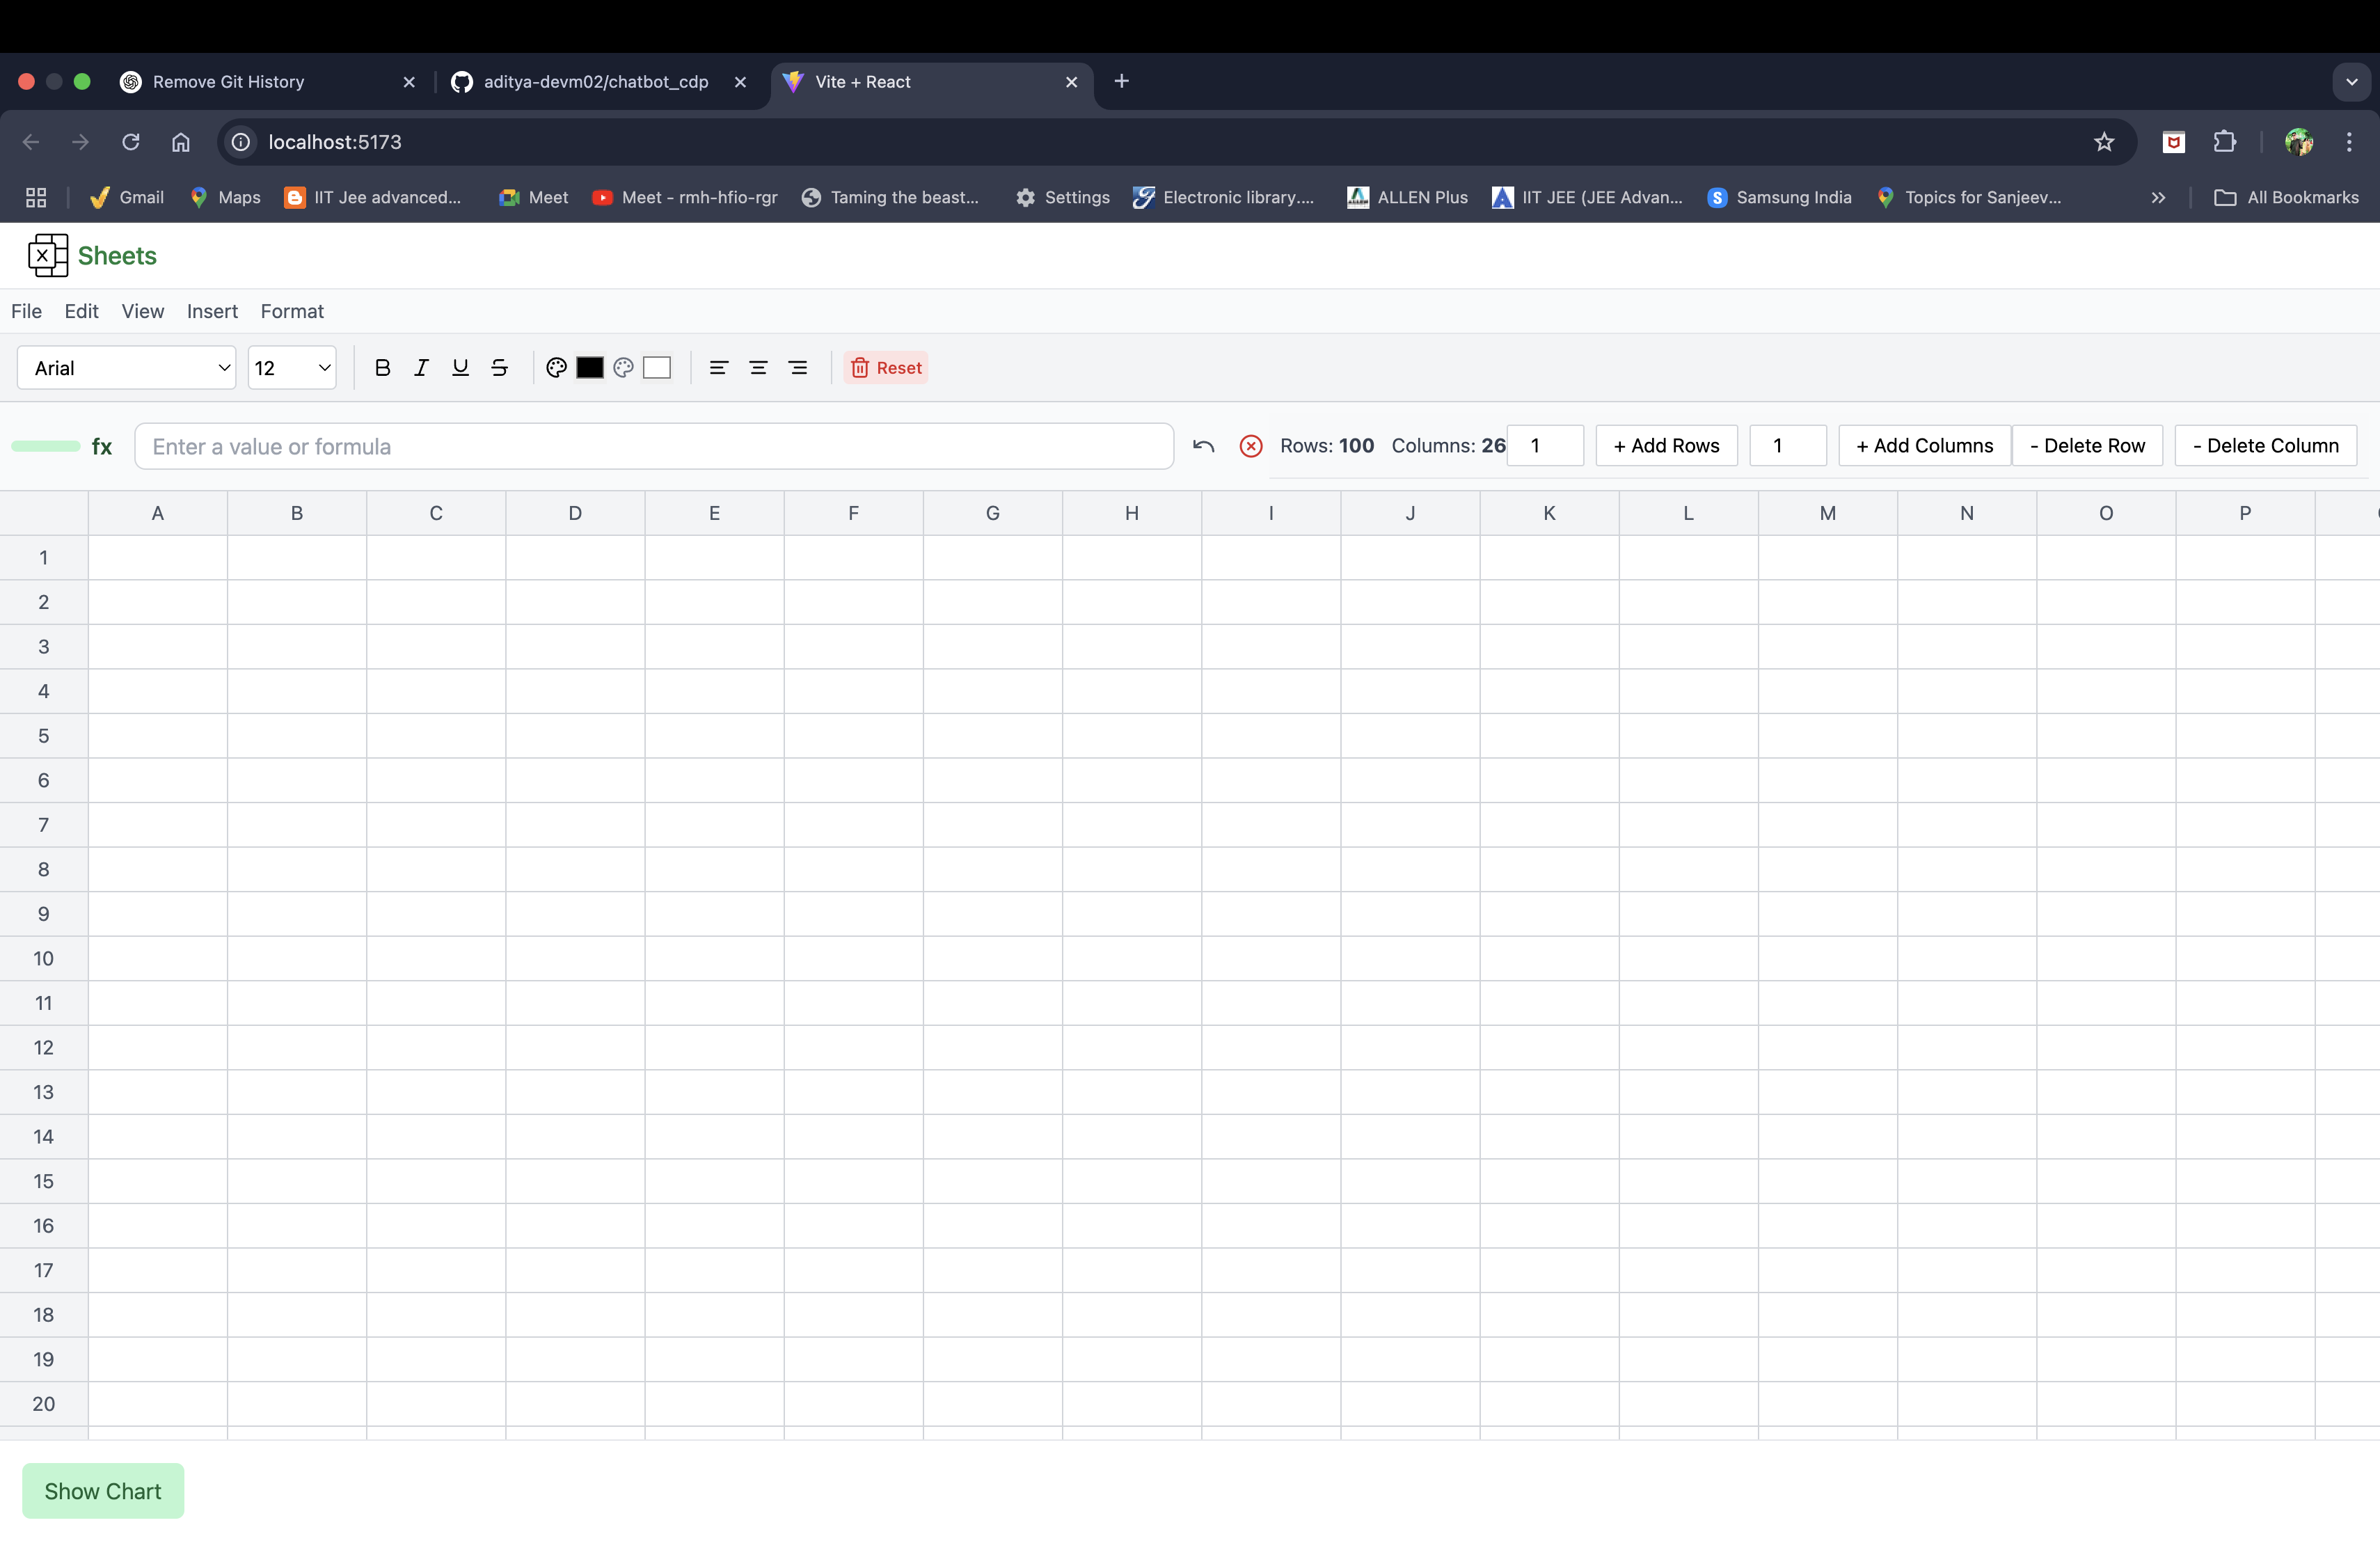 Remove Git History
aditya-devm02/chatbot_cdp
Vite + React
localhost:5173
Gmail Maps IIT Jee advanced... Meet Meet - rmh-hfio-rgr Taming the beast... Settings Electronic library.... ALLEN Plus IIT JEE (JEE Advan... Samsung India Topics for Sanjeev... All Bookmarks
Sheets
File Edit View Insert Format
Arial 12 B I U S Reset
fx Enter a value or formula Rows: 100 Columns: 26 1 + Add Rows 1 + Add Columns - Delete Row - Delete Column
A B C D E F G H I J K L M N O P
1
2
3
4
5
6
7
8
9
10
11
12
13
14
15
16
17
18
19
20
Show Chart